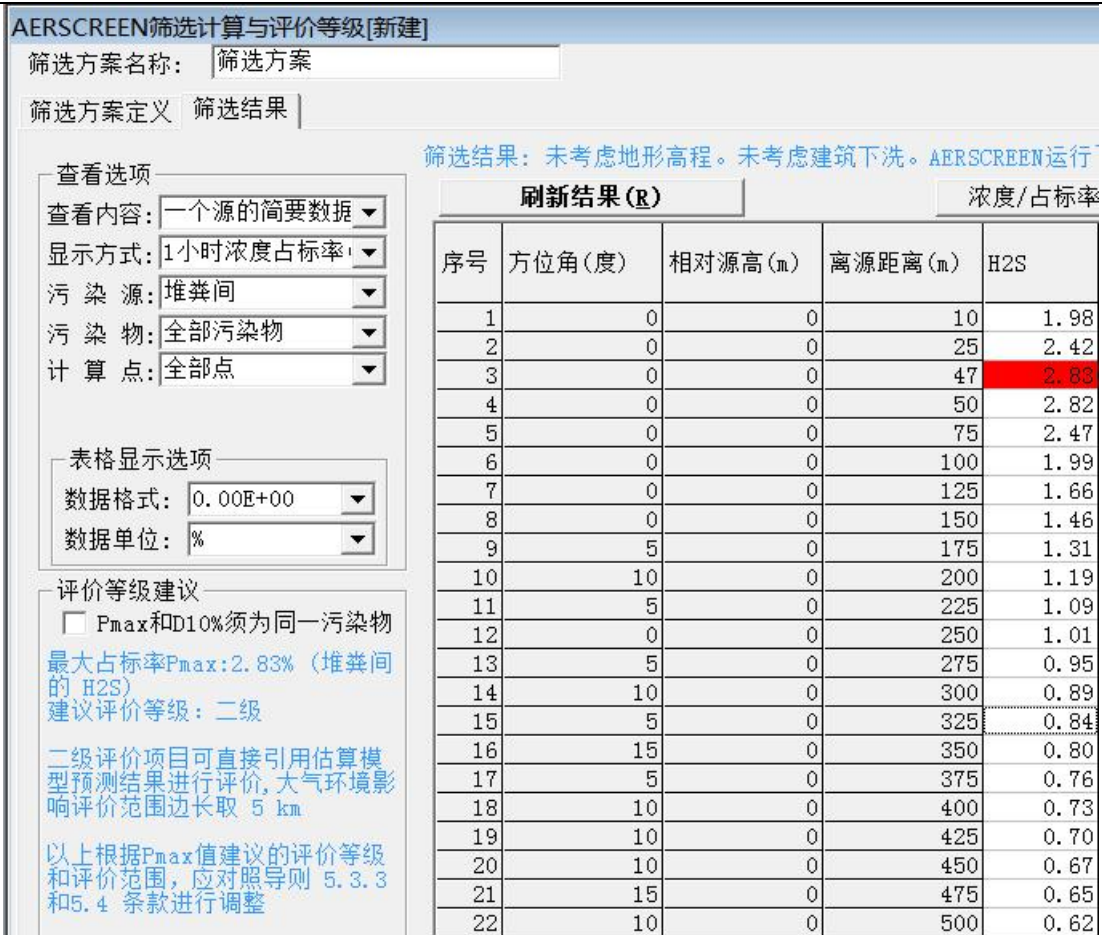 AERSCREEN筛选计算与评价等级[新建]
筛选方案名称: 筛选方案
筛选方案定义 筛选结果
查看选项
查看内容: 一个源的简要数据
显示方式: 1小时浓度占标率
污 染 源: 堆粪间
污 染 物: 全部污染物
计 算 点: 全部点
表格显示选项
数据格式: 0.00E+00
数据单位: %
评价等级建议
Pmax和D10%须为同一污染物
最大占标率Pmax:2.83% (堆粪间
的 H2S)
建议评价等级: 二级
二级评价项目可直接引用估算模
型预测结果进行评价,大气环境影
响评价范围边长取 5 km
以上根据Pmax值建议的评价等级
和评价范围，应对照导则 5.3.3
和5.4 条款进行调整
筛选结果: 未考虑地形高程。未考虑建筑下洗。AERSCREEN运行
刷新结果(R) 浓度/占标率
序号 方位角(度) 相对源高(m) 离源距离(m) H2S
1 0 0 10 1.98
2 0 0 25 2.42
3 0 0 47 2.83
4 0 0 50 2.82
5 0 0 75 2.47
6 0 0 100 1.99
7 0 0 125 1.66
8 0 0 150 1.46
9 5 0 175 1.31
10 10 0 200 1.19
11 5 0 225 1.09
12 0 0 250 1.01
13 5 0 275 0.95
14 10 0 300 0.89
15 5 0 325 0.84
16 15 0 350 0.80
17 5 0 375 0.76
18 10 0 400 0.73
19 10 0 425 0.70
20 10 0 450 0.67
21 15 0 475 0.65
22 10 0 500 0.62